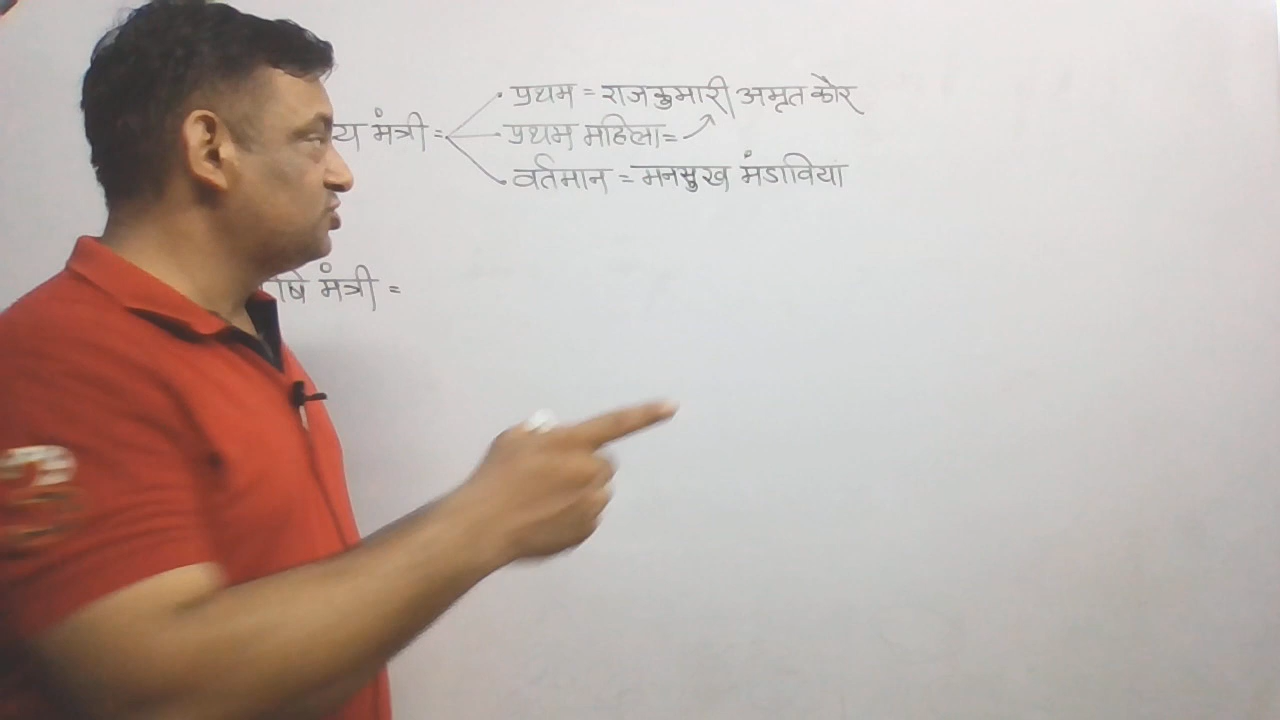 प्रथम = राजकुमारी अमृत कौर
य मंत्री = प्रथम महिला =
वर्तमान = मनसुख मंडाविया
मंत्री =